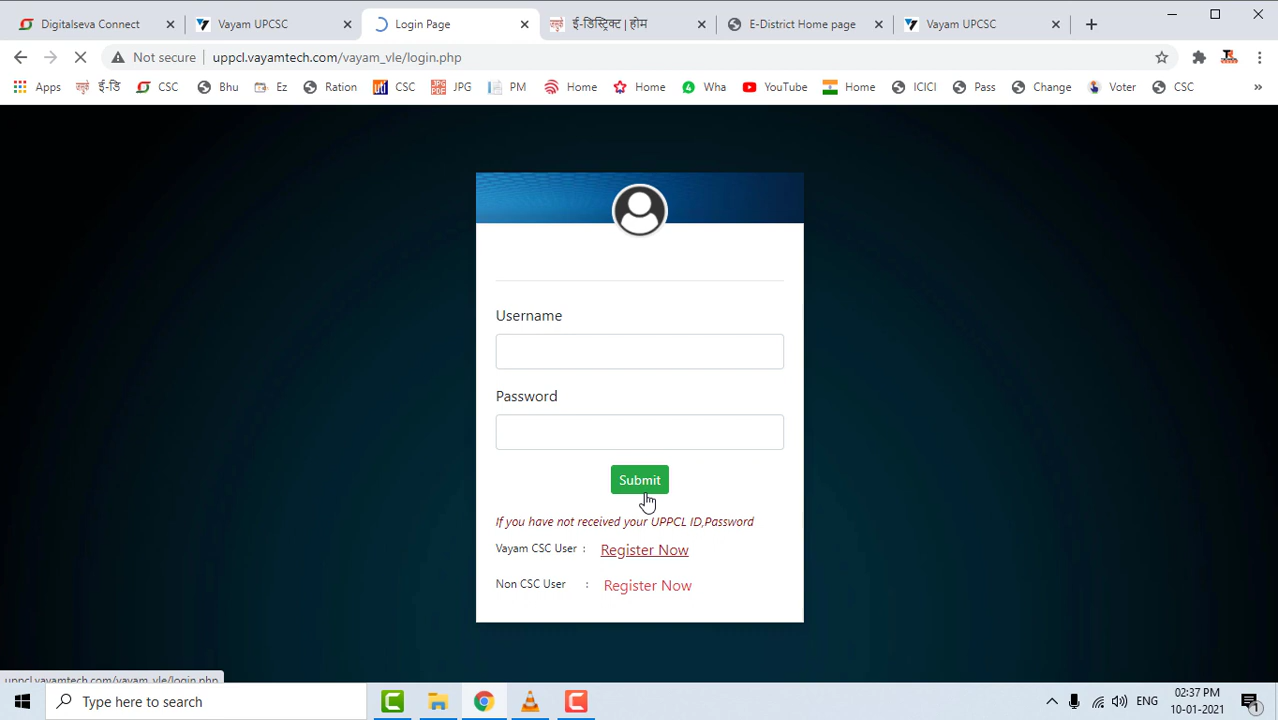 Digitalseva Connect
Vayam UPCSC
Login Page
ई-डिस्ट्रिक्ट | होम
E-District Home page
Vayam UPCSC
Not secure
uppcl.vayamtech.com/vayam_vle/login.php
Apps
CSC
Bhu
Ez
Ration
CSC
JPG
PM
Home
Home
Wha
YouTube
Home
ICICI
Pass
Change
Voter
CSC
»
Username
Password
Submit
If you have not received your UPPCL ID,Password
Vayam CSC User : Register Now
Non CSC User : Register Now
uppcl.vayamtech.com/vayam_vle/login.php
Type here to search
ENG
02:37 PM
10-01-2021